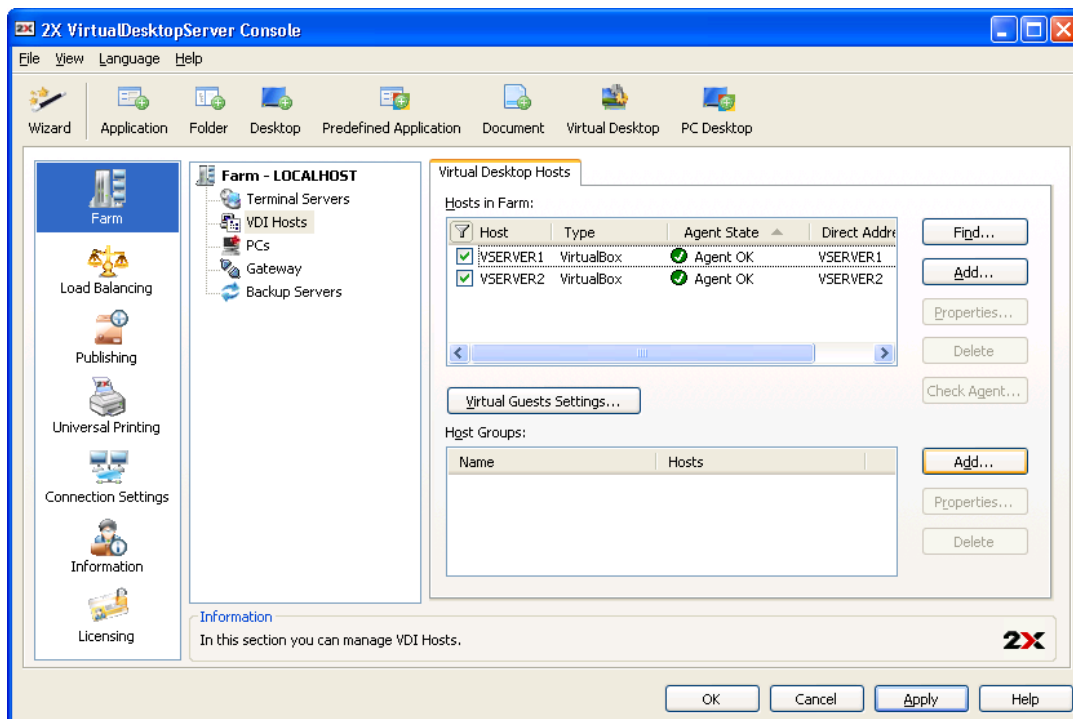 2X VirtualDesktopServer Console
File View Language Help
Wizard Application Folder Desktop Predefined Application Document Virtual Desktop PC Desktop
Farm
Load Balancing
Publishing
Universal Printing
Connection Settings
Information
Licensing
Farm - LOCALHOST
Terminal Servers
VDI Hosts
PCs
Gateway
Backup Servers
Virtual Desktop Hosts
Hosts in Farm:
Host Type Agent State Direct Addre
VSERVER1 VirtualBox Agent OK VSERVER1
VSERVER2 VirtualBox Agent OK VSERVER2
Find...
Add...
Properties...
Delete
Check Agent...
Virtual Guests Settings...
Host Groups:
Name Hosts
Add...
Properties...
Delete
Information
In this section you can manage VDI Hosts.
2X
OK Cancel Apply Help